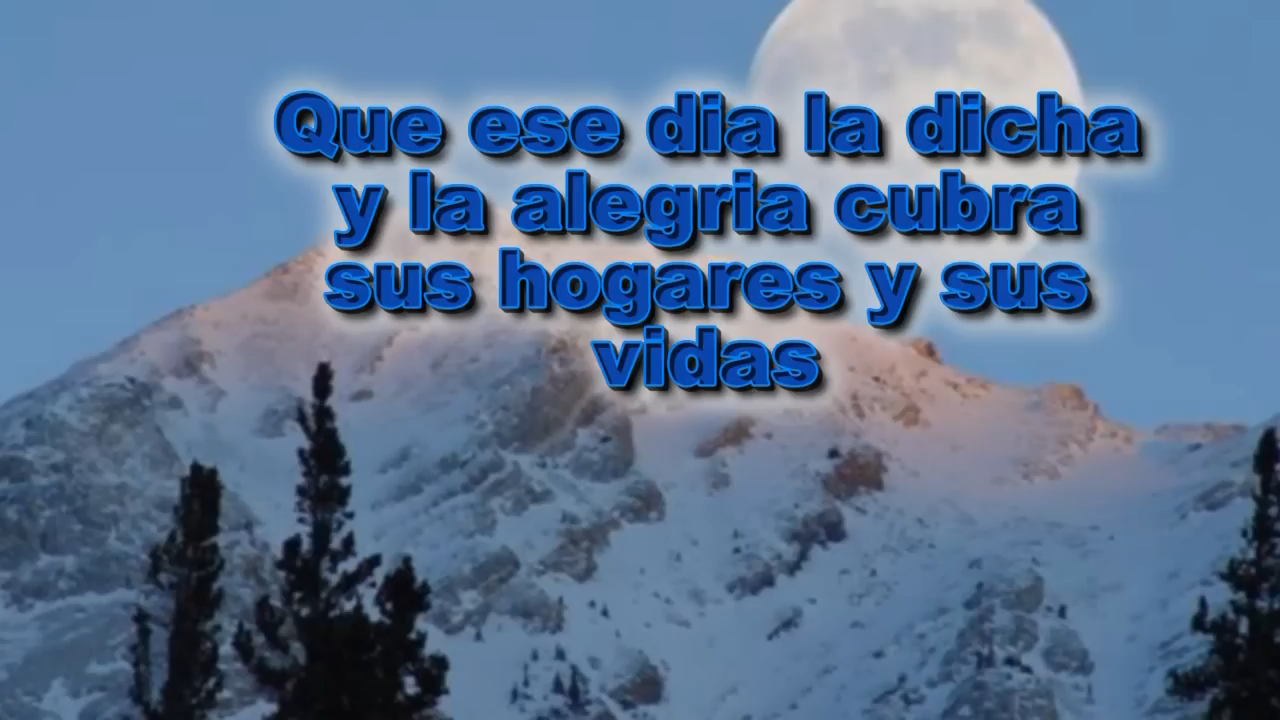 Que ese dia la dicha
y la alegria cubra
sus hogares y sus
vidas